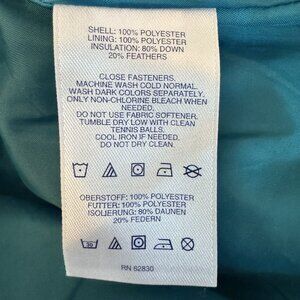 SHELL: 100% POLYESTER
LINING: 100% POLYESTER
INSULATION: 80% DOWN
20% FEATHERS
CLOSE FASTENERS.
MACHINE WASH COLD NORMAL.
WASH DARK COLORS SEPARATELY.
ONLY NON-CHLORINE BLEACH WHEN
NEEDED.
DO NOT USE FABRIC SOFTENER.
TUMBLE DRY LOW WITH CLEAN
TENNIS BALLS.
COOL IRON IF NEEDED.
DO NOT DRY CLEAN.
OBERSTOFF: 100% POLYESTER
FUTTER: 100% POLYESTER
ISOLIERUNG: 80% DAUNEN
20% FEDERN
30
RN 62830